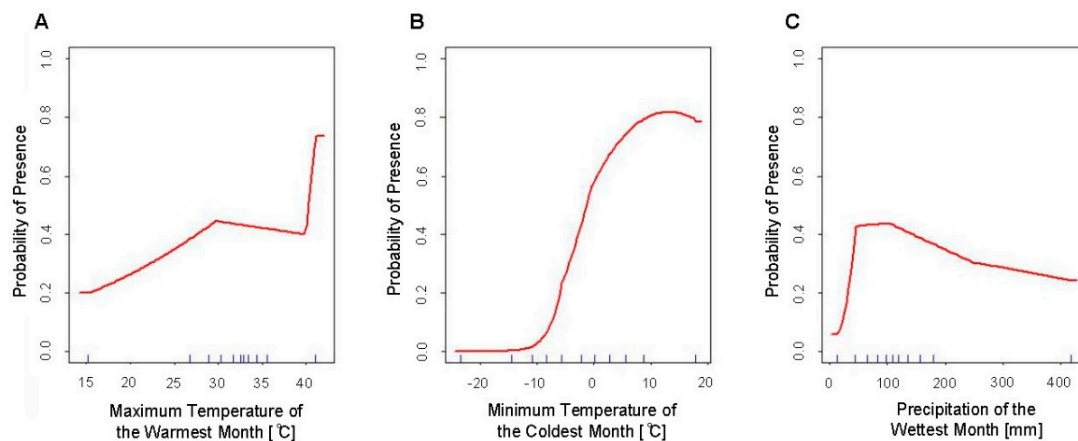 A
B
C
Probability of Presence
0.0 0.2 0.4 0.6 0.8 1.0
15 20 25 30 35 40
Maximum Temperature of
the Warmest Month [°C]
Probability of Presence
0.0 0.2 0.4 0.6 0.8 1.0
-20 -10 0 10 20
Minimum Temperature of
the Coldest Month [°C]
Probability of Presence
0.0 0.2 0.4 0.6 0.8 1.0
0 100 200 300 400
Precipitation of the
Wettest Month [mm]